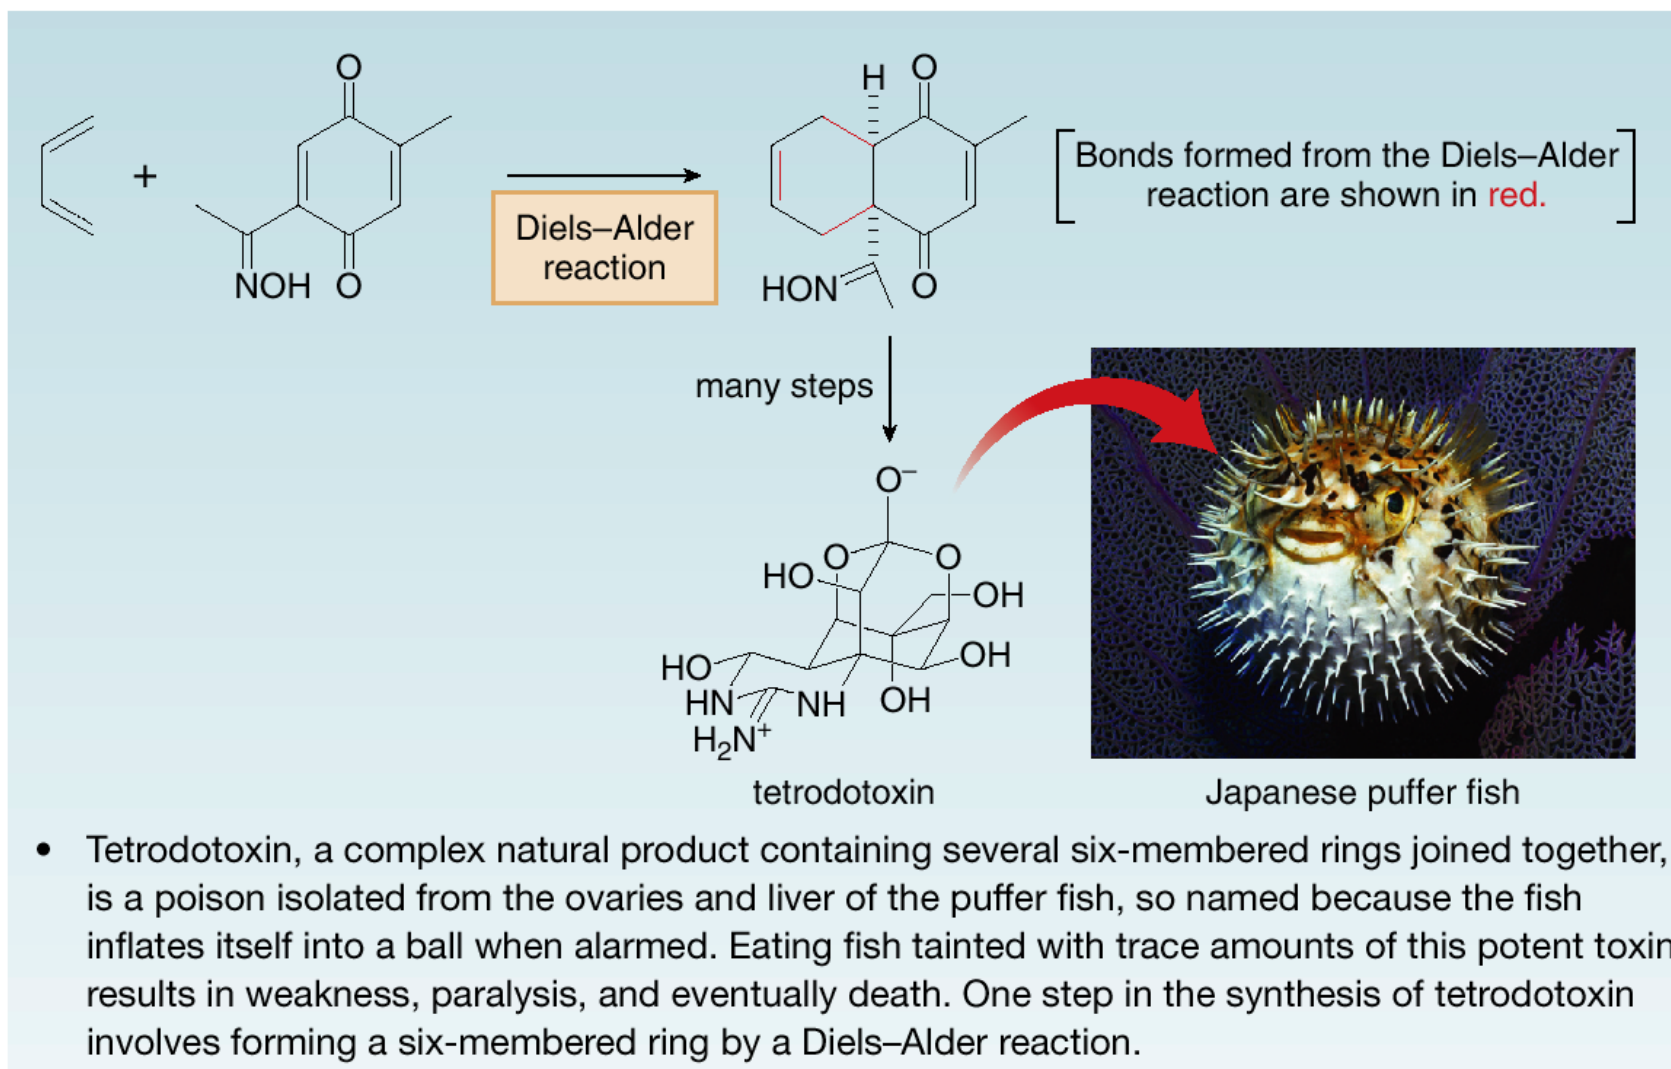 O
O
NOH
O
+
Diels–Alder
reaction
H
O
HON
O
Bonds formed from the Diels–Alder
reaction are shown in red.
many steps
O⁻
O
O
HO
OH
HO
OH
HN
NH
OH
H₂N⁺
tetrodotoxin
Japanese puffer fish
• Tetrodotoxin, a complex natural product containing several six-membered rings joined together,
is a poison isolated from the ovaries and liver of the puffer fish, so named because the fish
inflates itself into a ball when alarmed. Eating fish tainted with trace amounts of this potent toxin
results in weakness, paralysis, and eventually death. One step in the synthesis of tetrodotoxin
involves forming a six-membered ring by a Diels–Alder reaction.